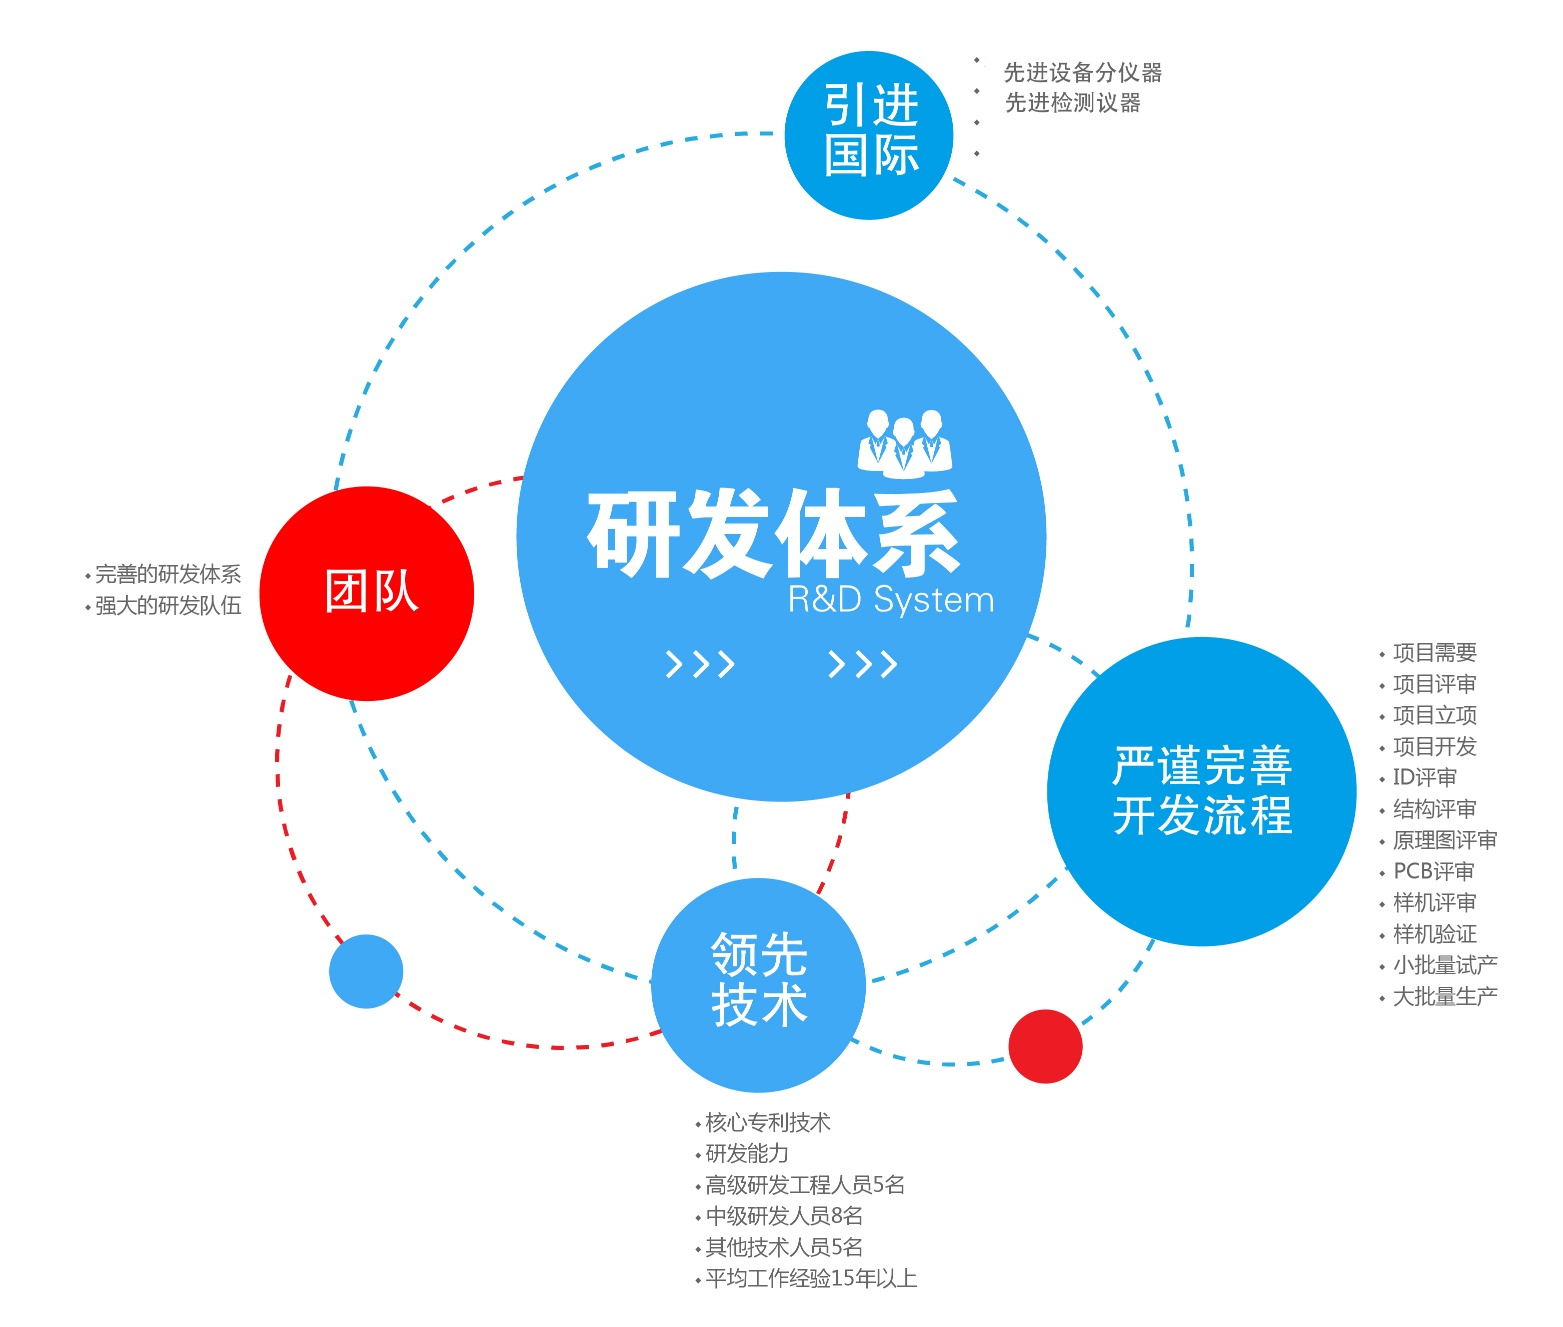 引进
国际
先进设备分仪器
先进检测议器
研发体系
R&D System
团队
完善的研发体系
强大的研发队伍
严谨完善
开发流程
项目需要
项目评审
项目立项
项目开发
ID评审
结构评审
原理图评审
PCB评审
样机评审
样机验证
小批量试产
大批量生产
领先
技术
核心专利技术
研发能力
高级研发工程人员5名
中级研发人员8名
其他技术人员5名
平均工作经验15年以上